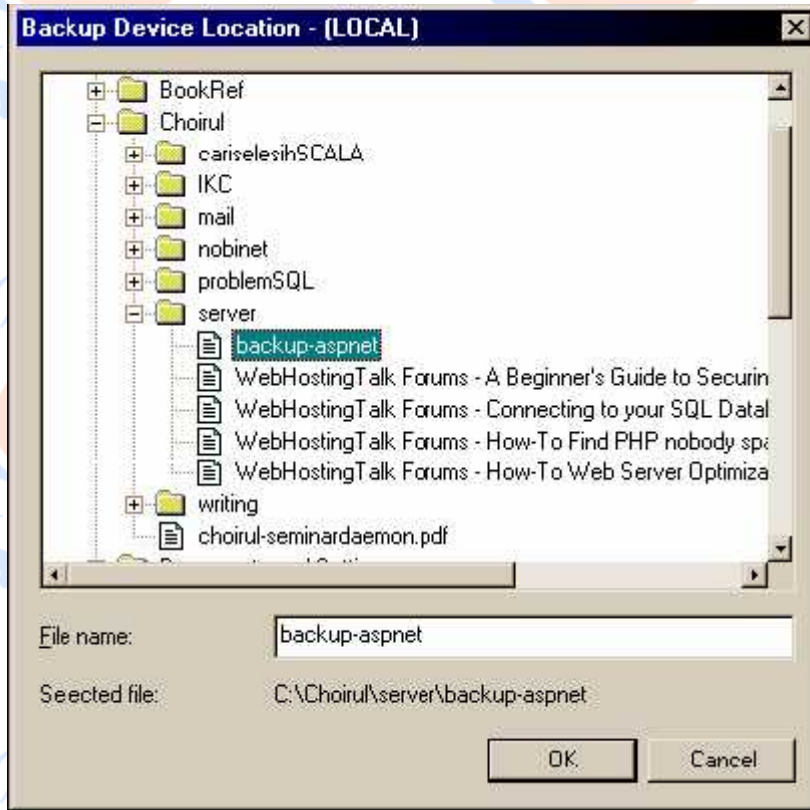 Backup Device Location - (LOCAL)
BookRef
Choirul
cariselesihSCALA
IKC
mail
nobinet
problemSQL
server
backup-aspnet
WebHostingTalk Forums - A Beginner's Guide to Securin
WebHostingTalk Forums - Connecting to your SQL Datal
WebHostingTalk Forums - How-To Find PHP nobody spa
WebHostingTalk Forums - How-To Web Server Optimiza
writing
choirul-seminardaemon.pdf
File name: backup-aspnet
Seected file: C:\Choirul\server\backup-aspnet
OK Cancel